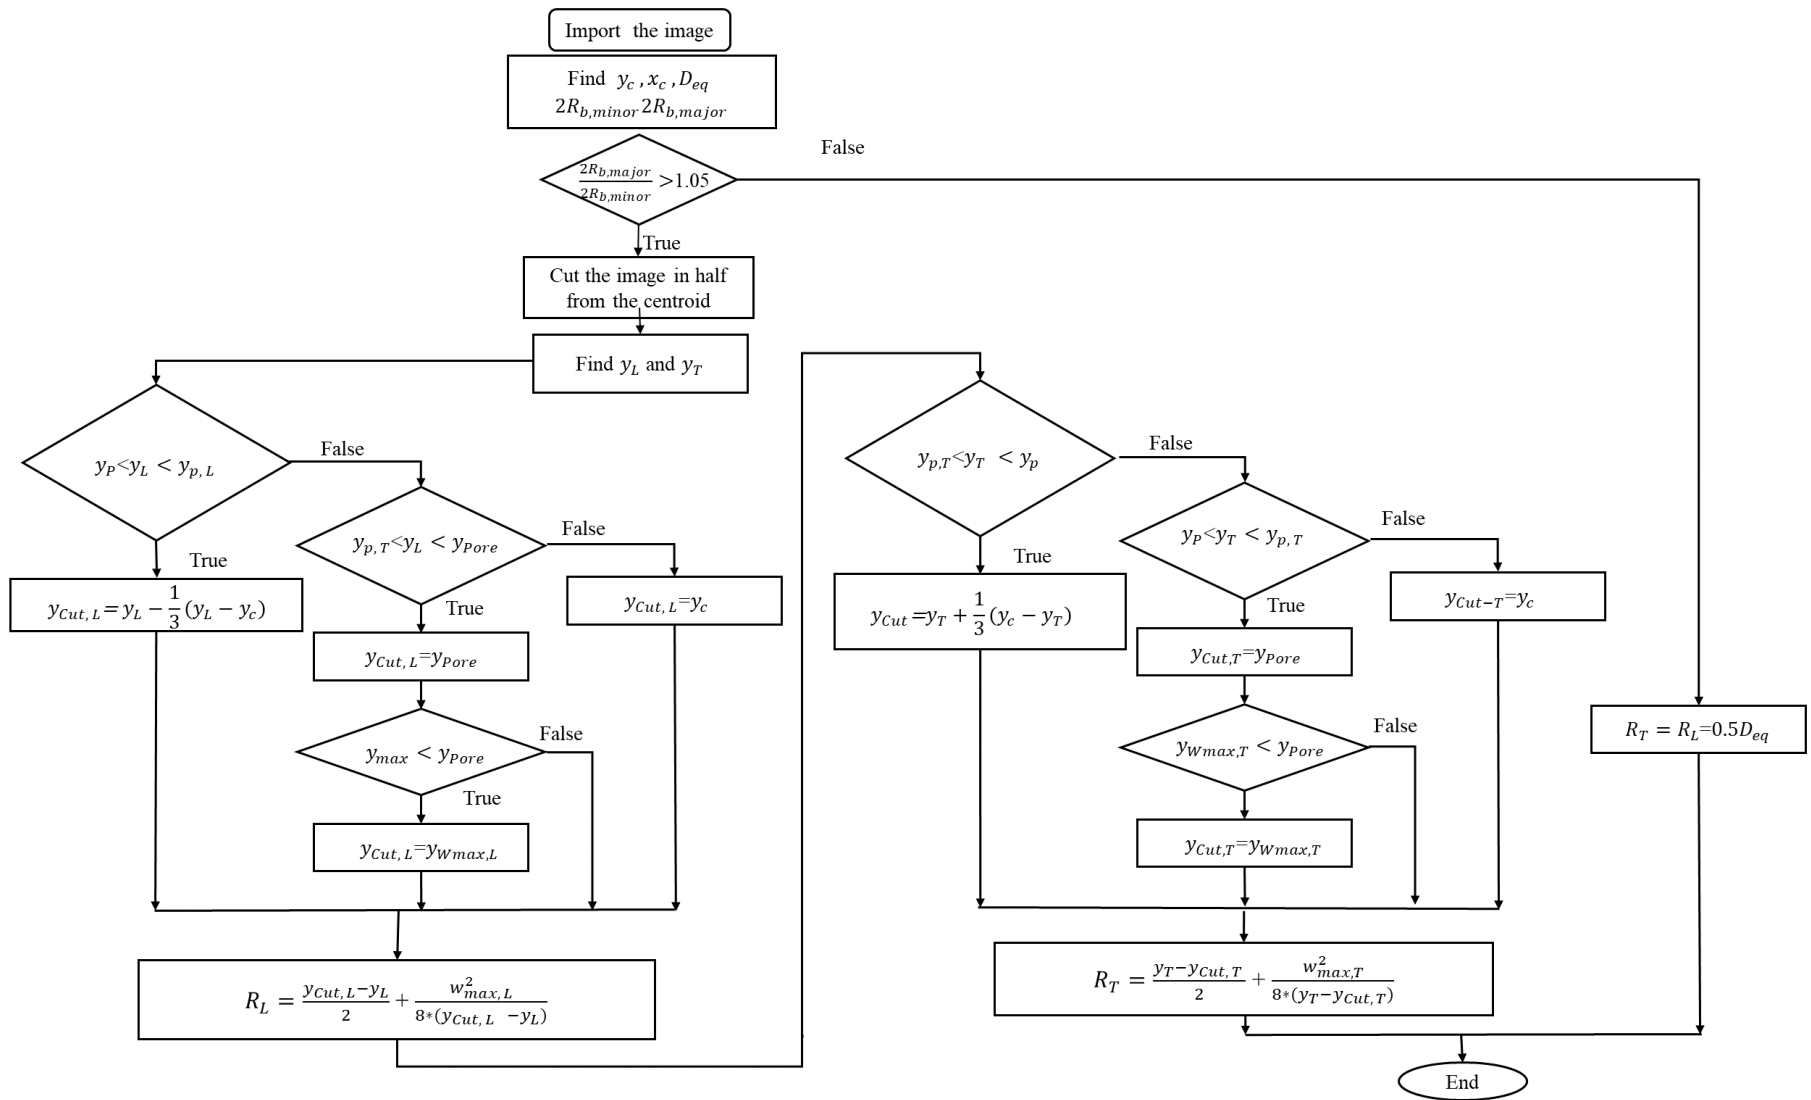 Import the image
Find y_c , x_c , D_eq
2R_b,minor 2R_b,major
False
2R_b,major / 2R_b,minor >1.05
True
Cut the image in half
from the centroid
Find y_L and y_T
y_P<y_L < y_p,L
False
True
y_Cut,L = y_L − 1/3 (y_L − y_c)
y_p,T<y_L < y_Pore
False
True
y_Cut,L=y_c
y_Cut,L=y_Pore
y_max < y_Pore
False
True
y_Cut,L=y_Wmax,L
R_L = (y_Cut,L−y_L)/2 + w²_max,L / 8*(y_Cut,L −y_L)
y_p,T<y_T < y_p
False
True
y_Cut =y_T + 1/3 (y_c − y_T)
y_P<y_T < y_p,T
False
True
y_Cut−T=y_c
y_Cut,T=y_Pore
y_Wmax,T < y_Pore
False
y_Cut,T=y_Wmax,T
R_T = (y_T−y_Cut,T)/2 + w²_max,T / 8*(y_T−y_Cut,T)
R_T = R_L=0.5D_eq
End